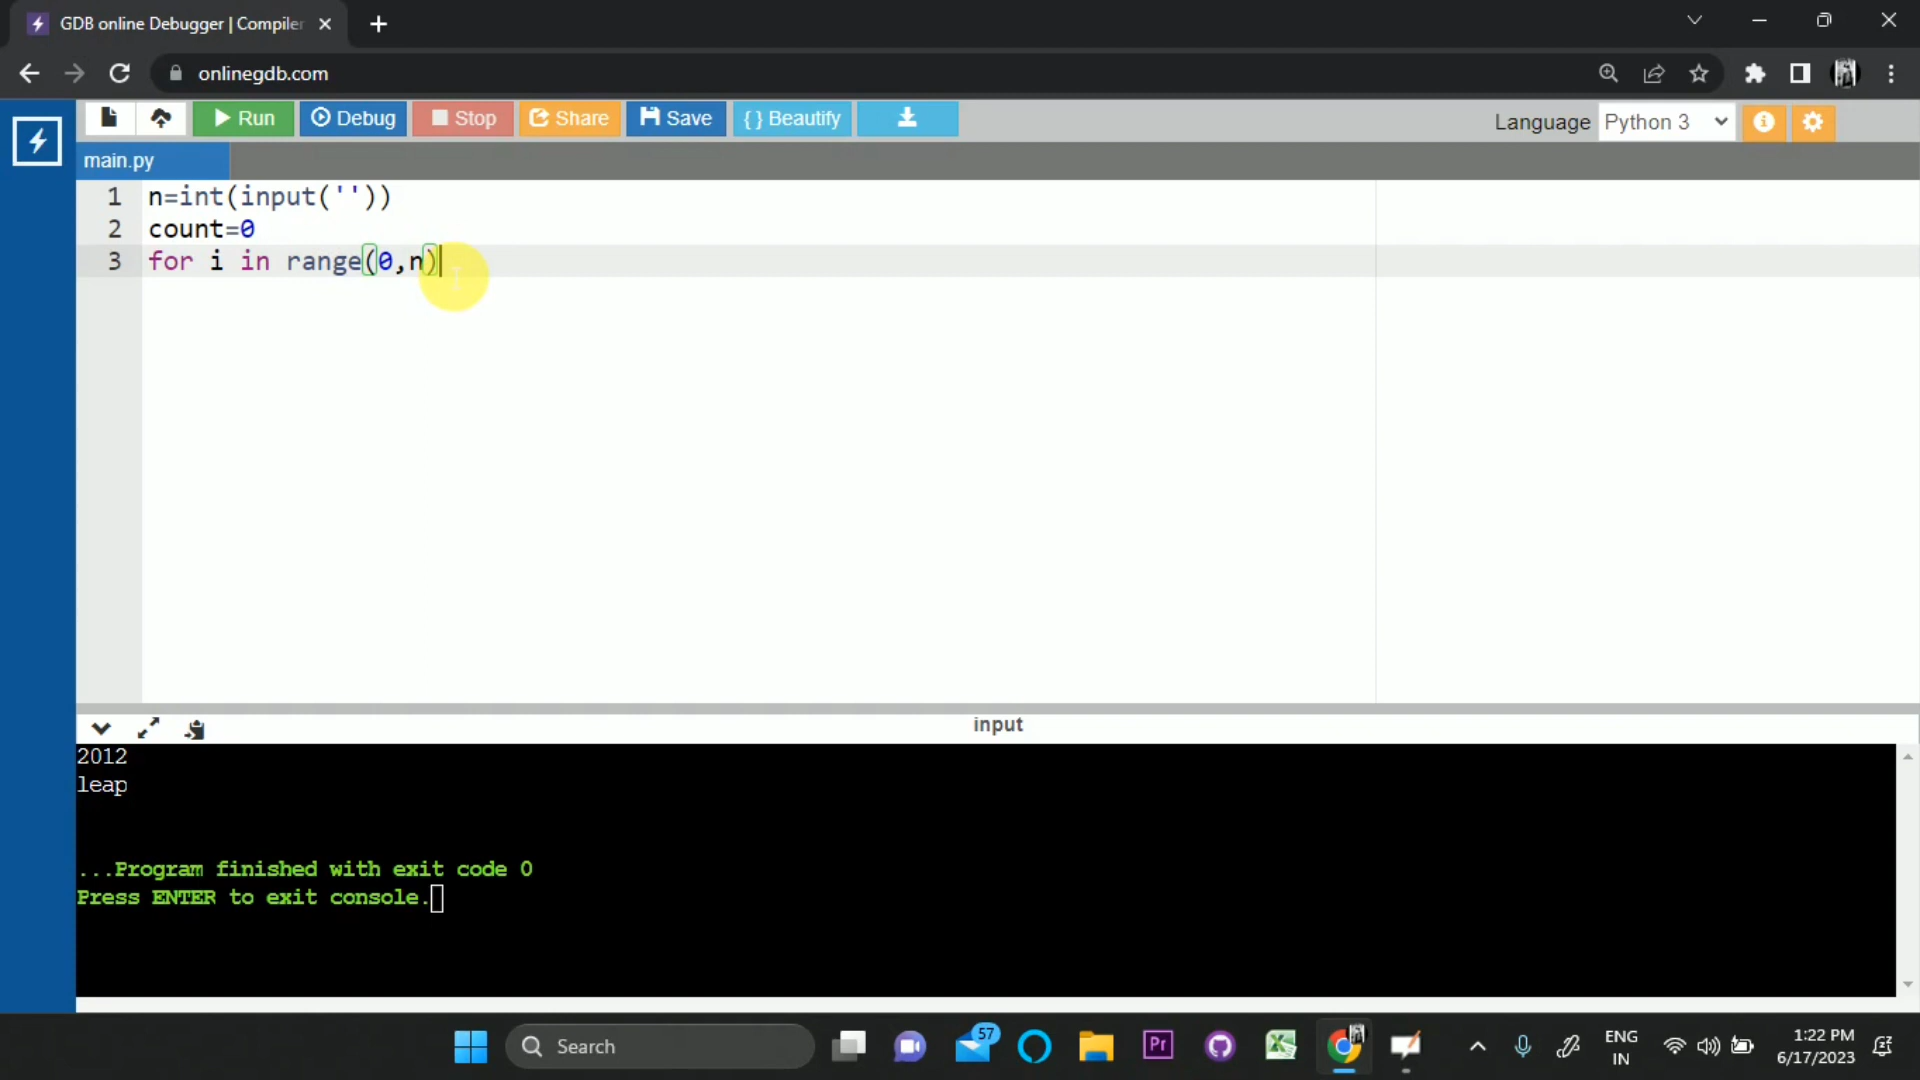 GDB online Debugger | Compiler
onlinegdb.com
Run
Debug
Stop
Share
Save
{ } Beautify
Language
Python 3
main.py
1 n=int(input(''))
2 count=0
3 for i in range(0,n)
input
2012
leap
...Program finished with exit code 0
Press ENTER to exit console.
Search
57
Pr
ENG
IN
1:22 PM
6/17/2023